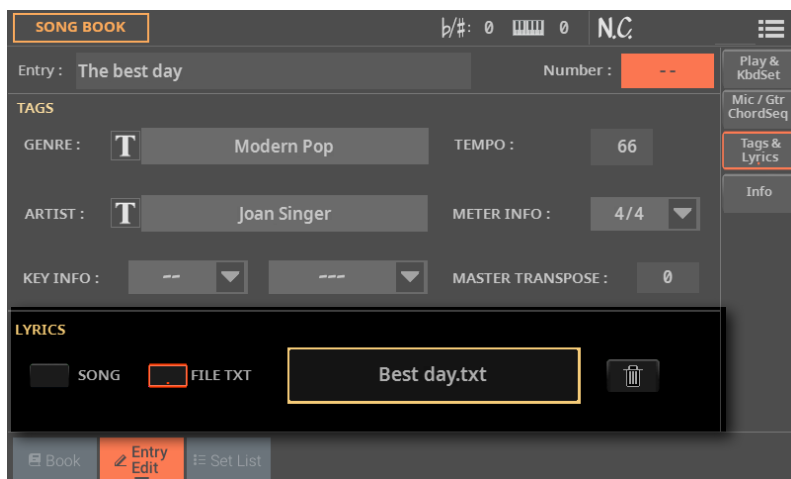 SONG BOOK ♭/♯: 0 0 N.C.
Entry : The best day Number : --
Play &
KbdSet
TAGS
Mic / Gtr
ChordSeq
GENRE : T Modern Pop TEMPO : 66
Tags &
Lyrics
Info
ARTIST : T Joan Singer METER INFO : 4/4
KEY INFO : -- --- MASTER TRANSPOSE : 0
LYRICS
SONG FILE TXT Best day.txt
Book Entry
Edit Set List